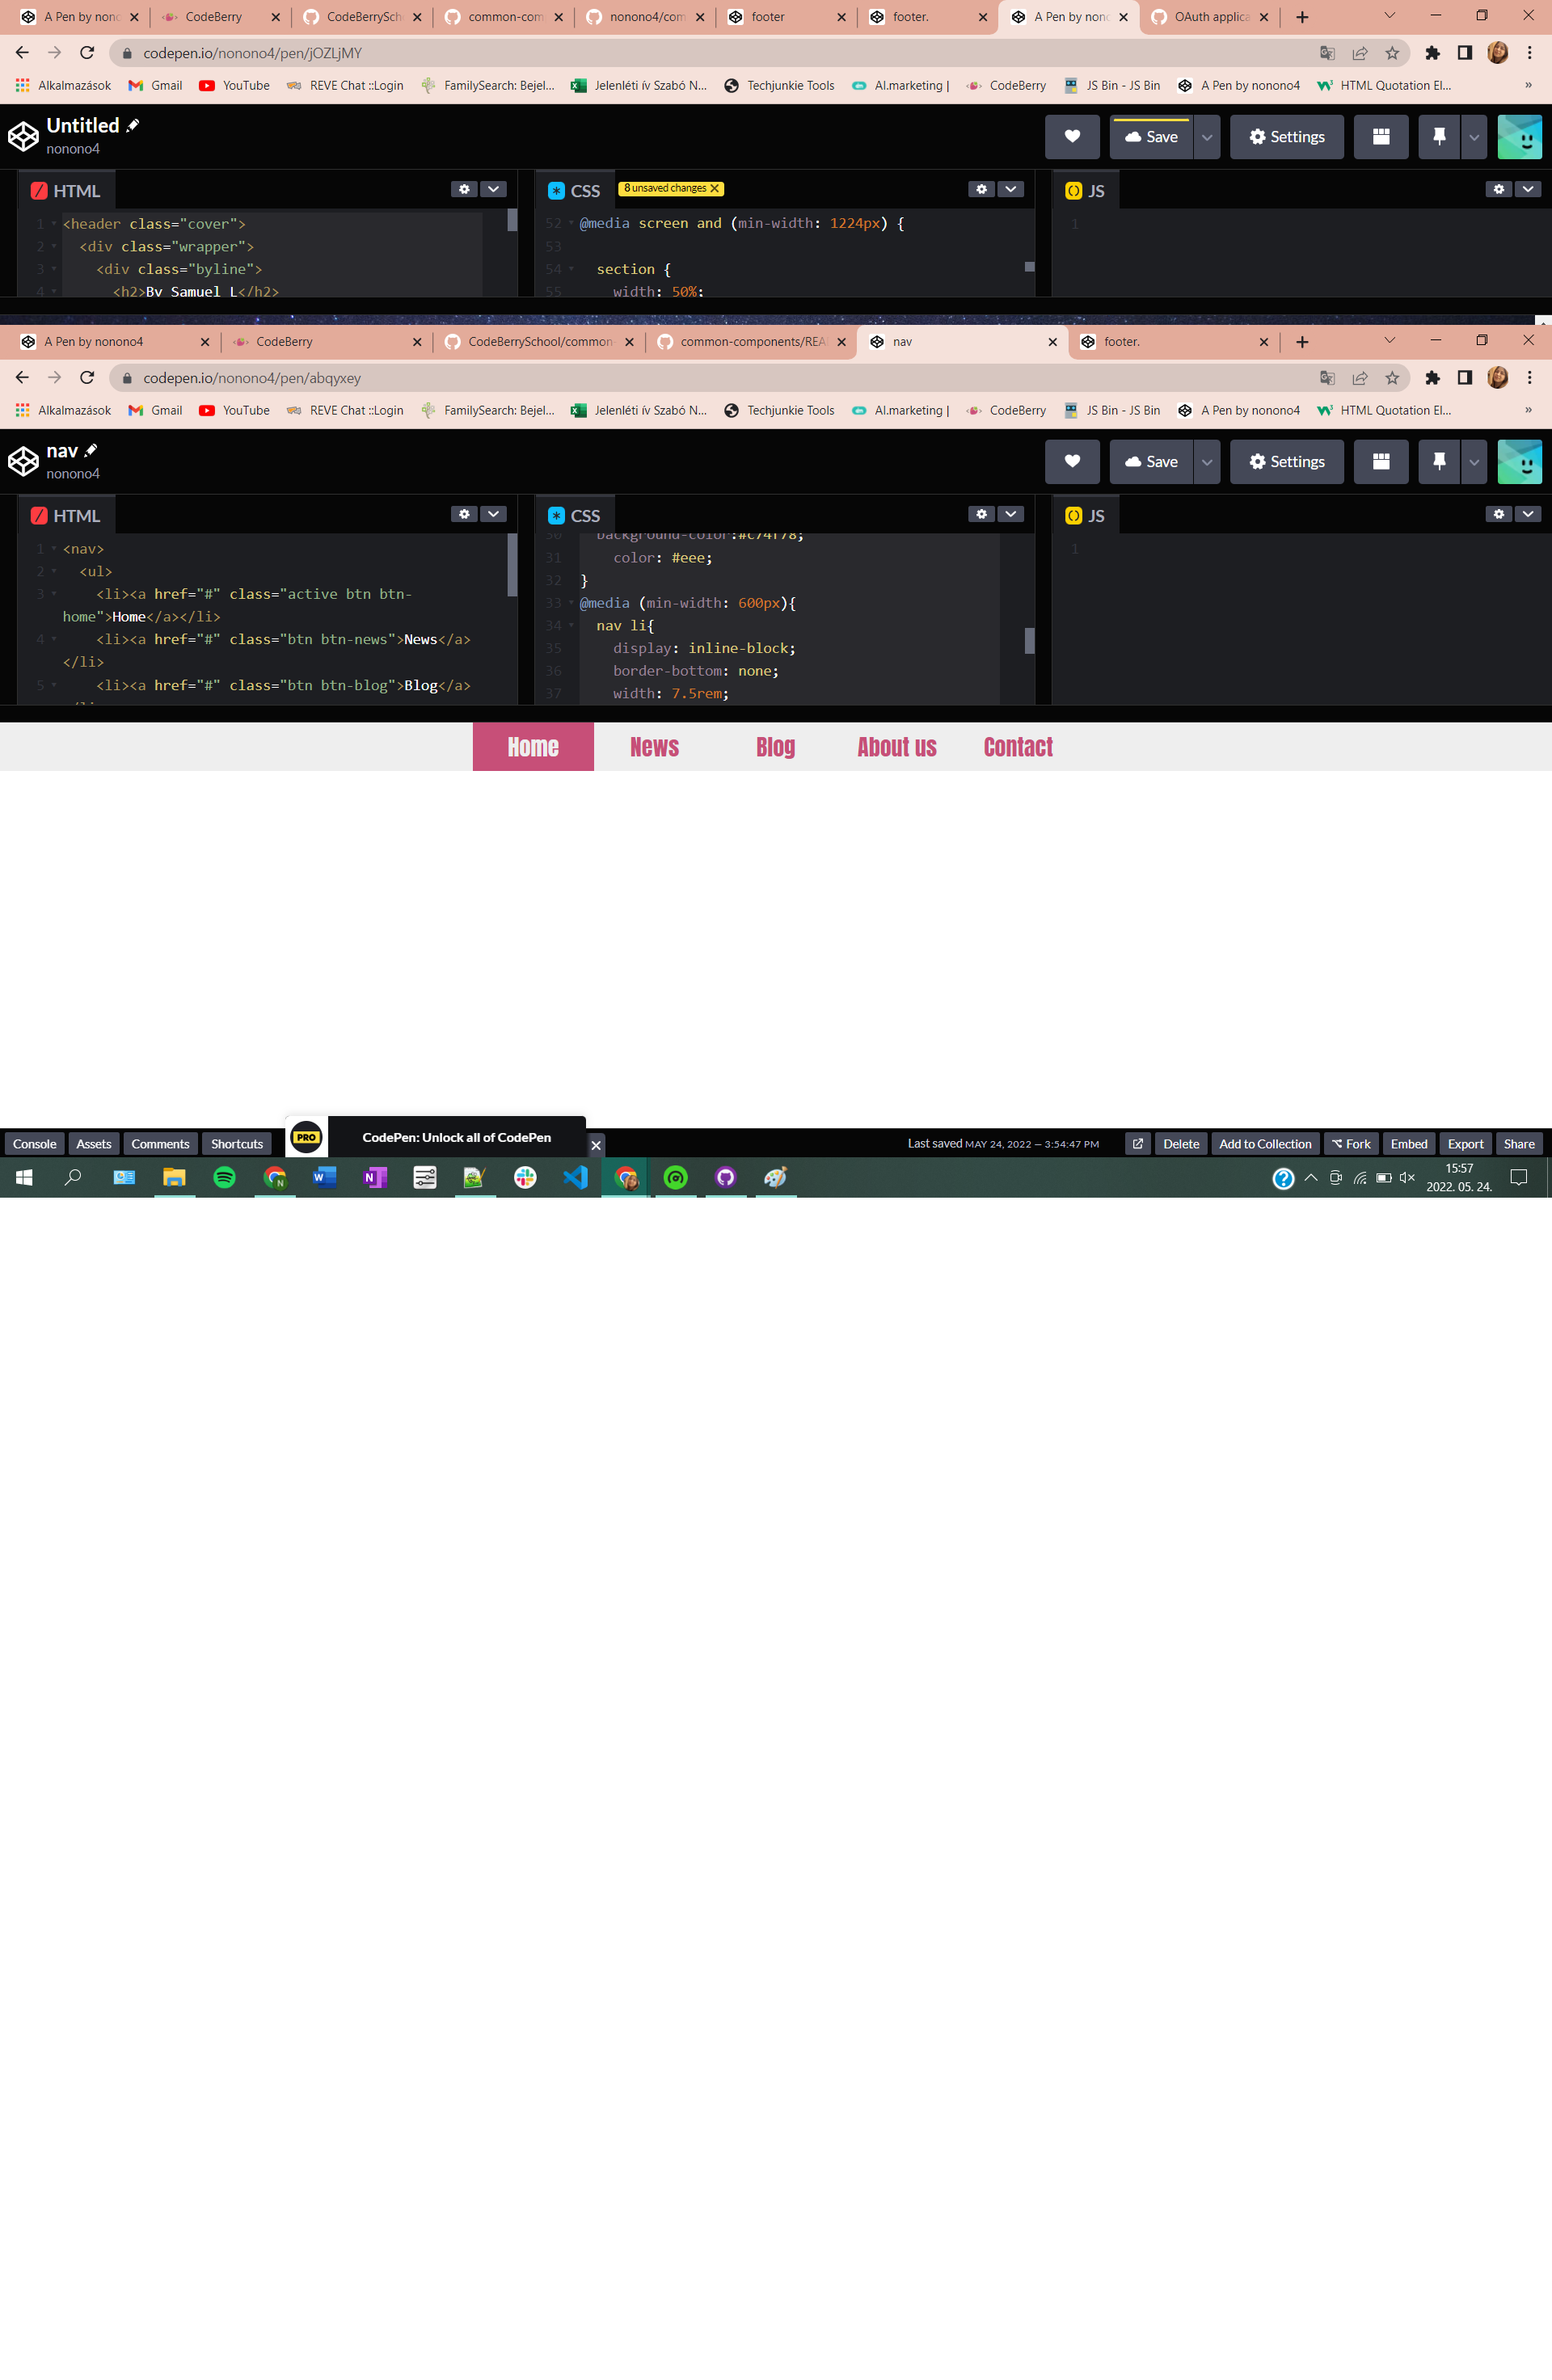 A Pen by nono
CodeBerry
CodeBerrySch
common-com
nonono4/com
footer
footer.
A Pen by nono
OAuth applica
codepen.io/nonono4/pen/jOZLjMY
Alkalmazások
Gmail
YouTube
REVE Chat ::Login
FamilySearch: Bejel...
Jelenléti ív Szabó N...
Techjunkie Tools
AI.marketing |
CodeBerry
JS Bin - JS Bin
A Pen by nonono4
HTML Quotation El...
»
Untitled
nonono4
Save
Settings
HTML
CSS
8 unsaved changes
JS
1 <header class="cover">
2 <div class="wrapper">
3 <div class="byline">
4 <h2>By Samuel L</h2>
52 @media screen and (min-width: 1224px) {
53
54 section {
55 width: 50%;
1
A Pen by nonono4
CodeBerry
CodeBerrySchool/common-
common-components/REA
nav
footer.
codepen.io/nonono4/pen/abqyxey
Alkalmazások
Gmail
YouTube
REVE Chat ::Login
FamilySearch: Bejel...
Jelenléti ív Szabó N...
Techjunkie Tools
AI.marketing |
CodeBerry
JS Bin - JS Bin
A Pen by nonono4
HTML Quotation El...
»
nav
nonono4
Save
Settings
HTML
CSS
JS
1 <nav>
2 <ul>
3 <li><a href="#" class="active btn btn-
home">Home</a></li>
4 <li><a href="#" class="btn btn-news">News</a>
</li>
5 <li><a href="#" class="btn btn-blog">Blog</a>
30 background-color:#c74f78;
31 color: #eee;
32 }
33 @media (min-width: 600px){
34 nav li{
35 display: inline-block;
36 border-bottom: none;
37 width: 7.5rem;
1
Home
News
Blog
About us
Contact
Console
Assets
Comments
Shortcuts
PRO
CodePen: Unlock all of CodePen
Last saved MAY 24, 2022 — 3:54:47 PM
Delete
Add to Collection
Fork
Embed
Export
Share
15:57
2022. 05. 24.